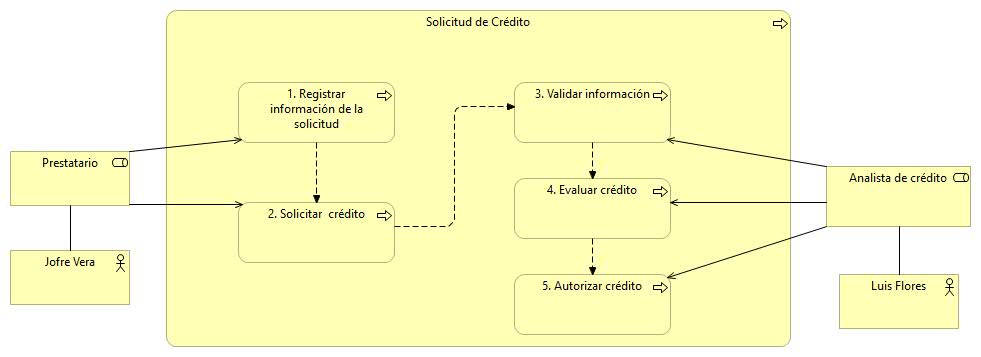 Solicitud de Crédito
1. Registrar
información de la
solicitud
3. Validar información
Prestatario
Analista de crédito
4. Evaluar crédito
2. Solicitar crédito
Jofre Vera
5. Autorizar crédito
Luis Flores